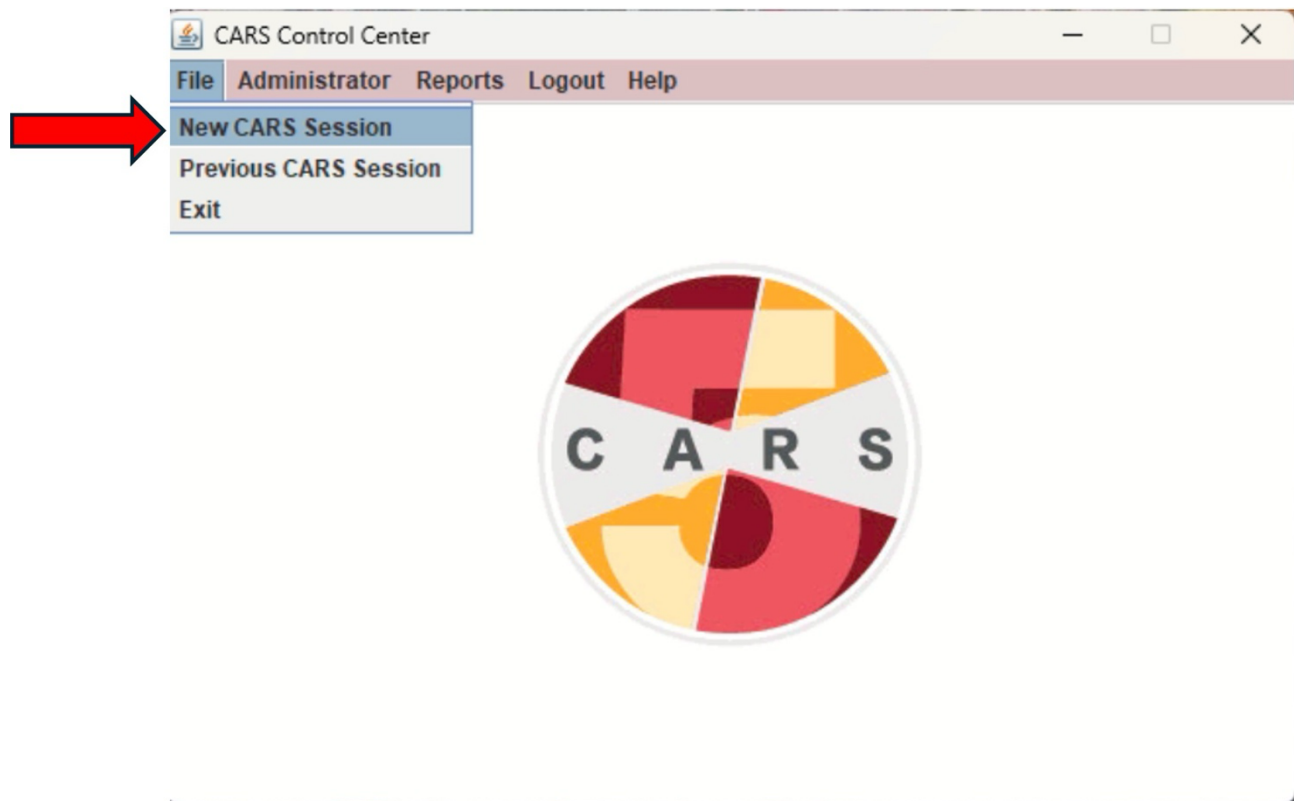 CARS Control Center
File Administrator Reports Logout Help
New CARS Session
Previous CARS Session
Exit
C A R S